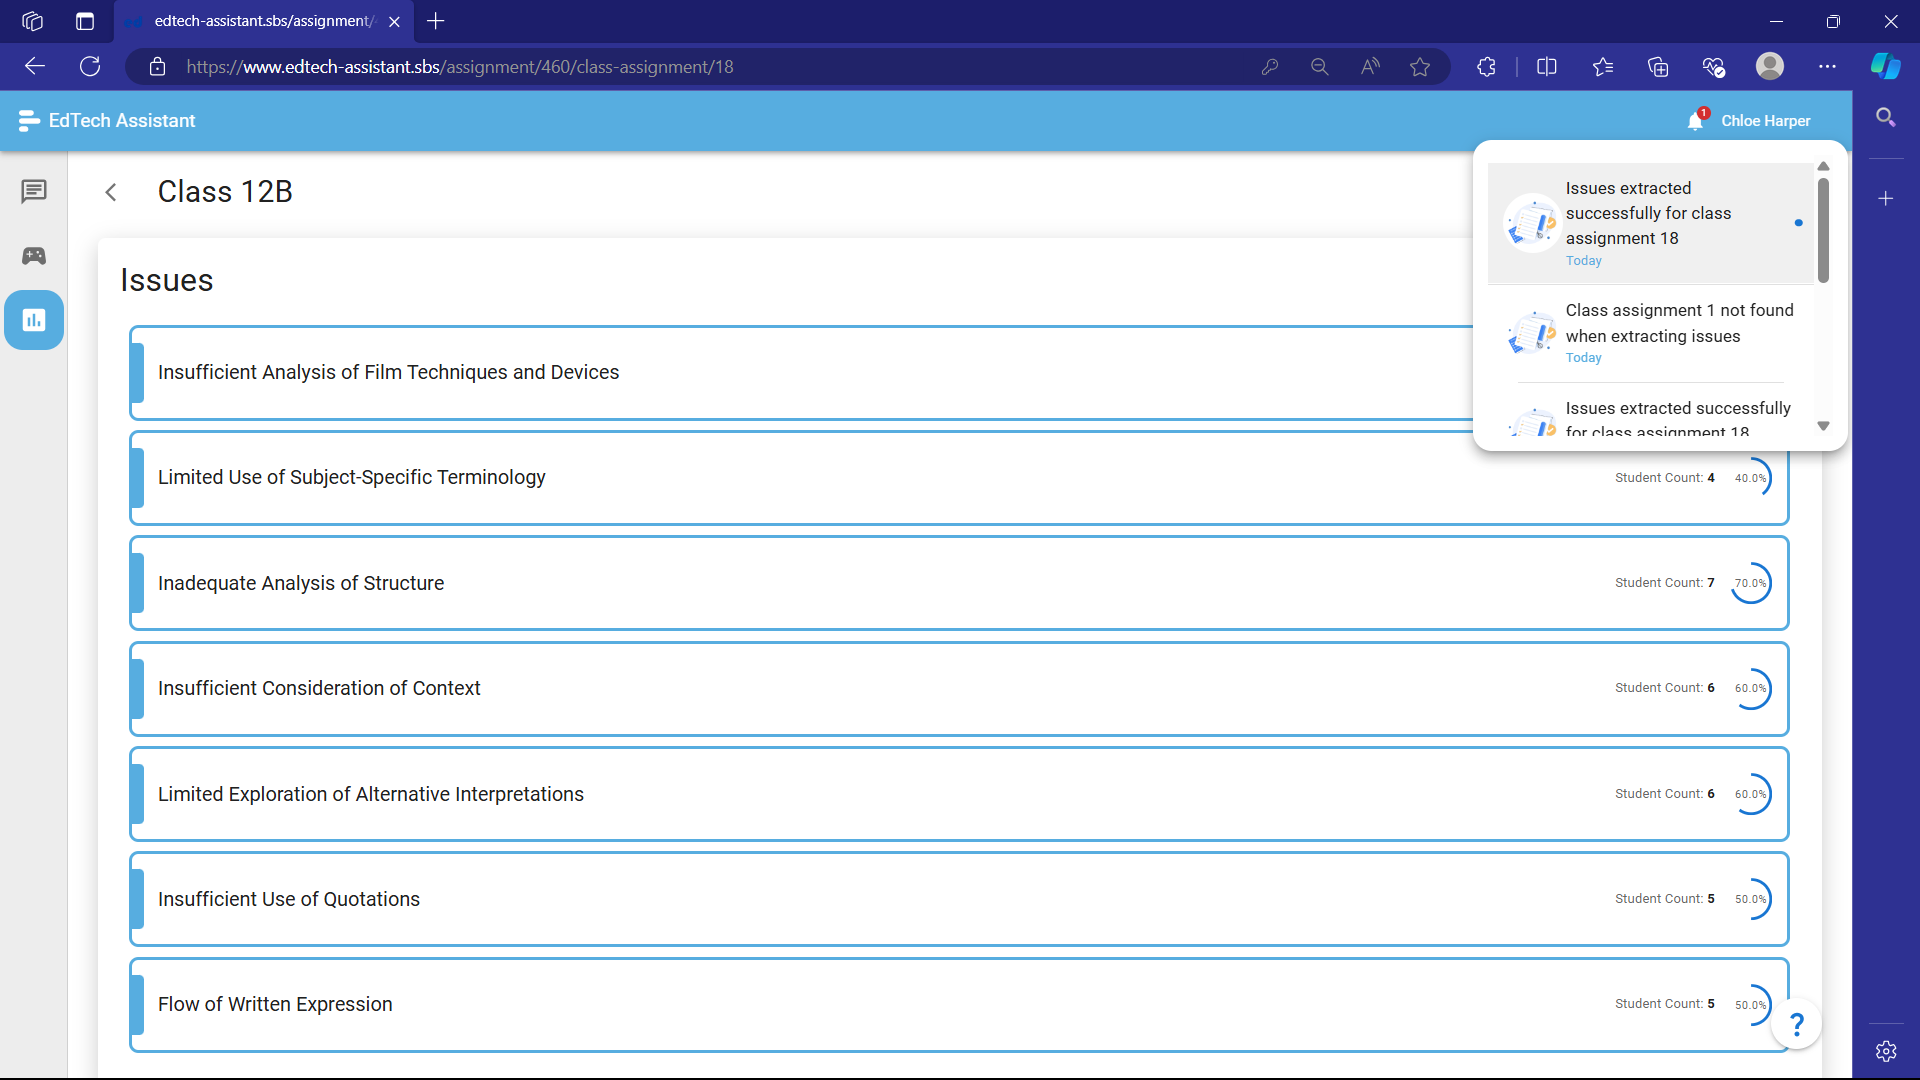 edtech-assistant.sbs/assignment/
https://www.edtech-assistant.sbs/assignment/460/class-assignment/18
EdTech Assistant
1
Chloe Harper
Class 12B
Issues extracted
successfully for class
assignment 18
Today
Class assignment 1 not found
when extracting issues
Today
Issues extracted successfully
for class assignment 18
Issues
Insufficient Analysis of Film Techniques and Devices
Limited Use of Subject-Specific Terminology
Student Count: 4
40.0%
Inadequate Analysis of Structure
Student Count: 7
70.0%
Insufficient Consideration of Context
Student Count: 6
60.0%
Limited Exploration of Alternative Interpretations
Student Count: 6
60.0%
Insufficient Use of Quotations
Student Count: 5
50.0%
Flow of Written Expression
Student Count: 5
50.0%
?